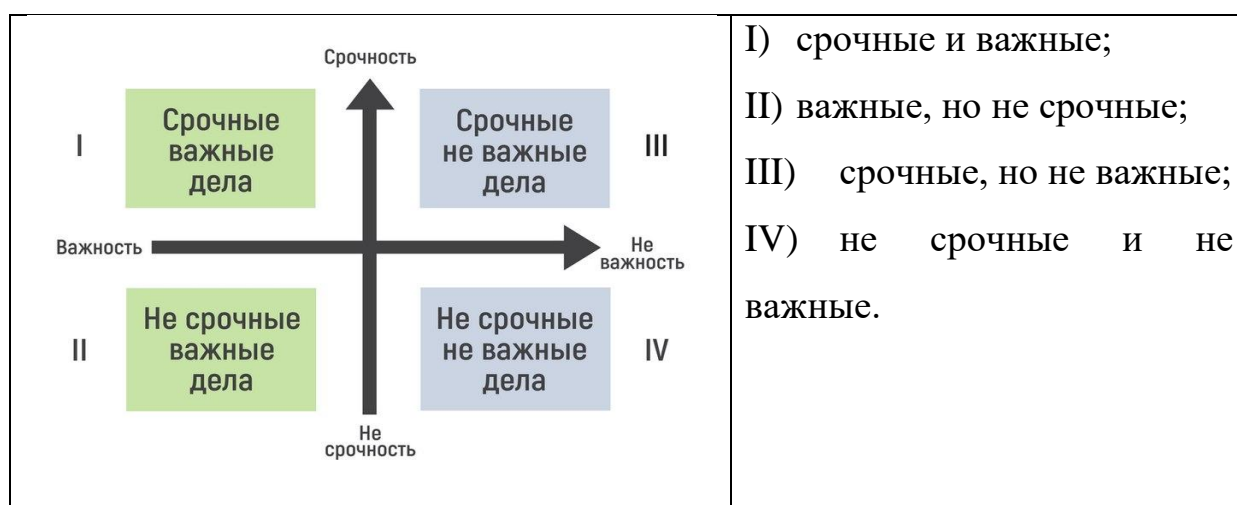 Срочность
I
Срочные
важные
дела
Срочные
не важные
дела
III
Важность
Не
важность
II
Не срочные
важные
дела
Не срочные
не важные
дела
IV
Не
срочность
I) срочные и важные;
II) важные, но не срочные;
III) срочные, но не важные;
IV) не срочные и не
важные.